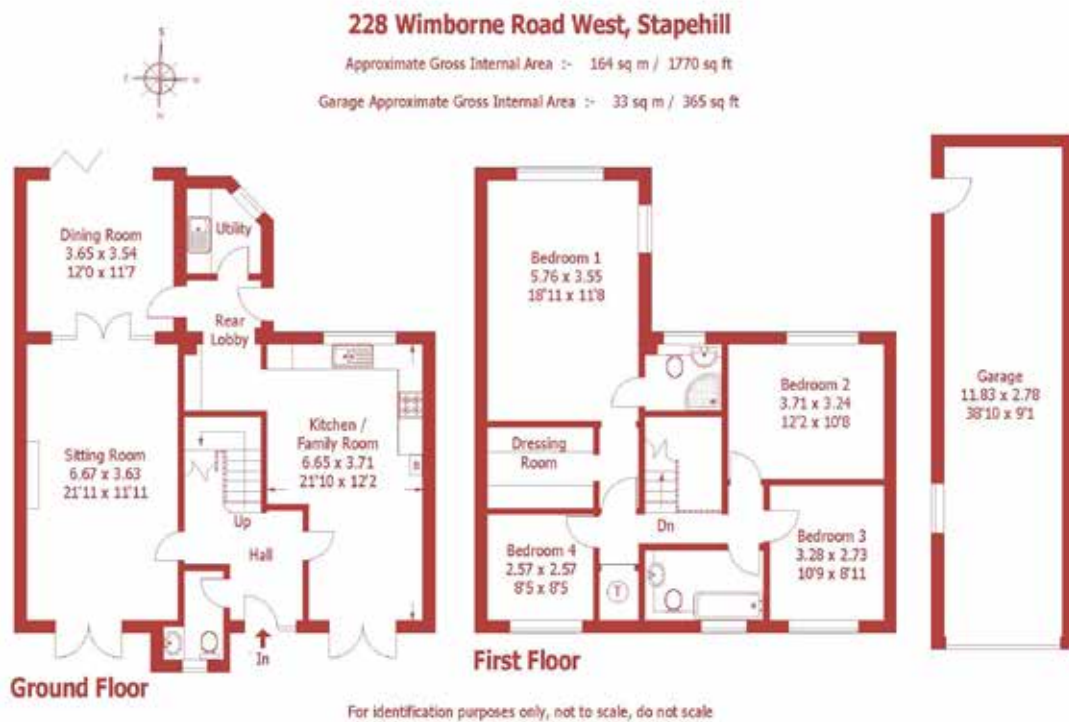 228 Wimborne Road West, Stapehill
Approximate Gross Internal Area :- 164 sq m / 1770 sq ft
Garage Approximate Gross Internal Area :- 33 sq m / 365 sq ft
S
Dining Room
3.65 x 3.54
12'0 x 11'7
Utility
Rear
Lobby
Sitting Room
6.67 x 3.63
21'11 x 11'11
Kitchen /
Family Room
6.65 x 3.71
21'10 x 12'2
Up
Hall
In
Ground Floor
Bedroom 1
5.76 x 3.55
18'11 x 11'8
Bedroom 2
3.71 x 3.24
12'2 x 10'8
Dressing
Room
Dn
Bedroom 4
2.57 x 2.57
8'5 x 8'5
T
Bedroom 3
3.28 x 2.73
10'9 x 8'11
First Floor
Garage
11.83 x 2.78
38'10 x 9'1
For identification purposes only, not to scale, do not scale